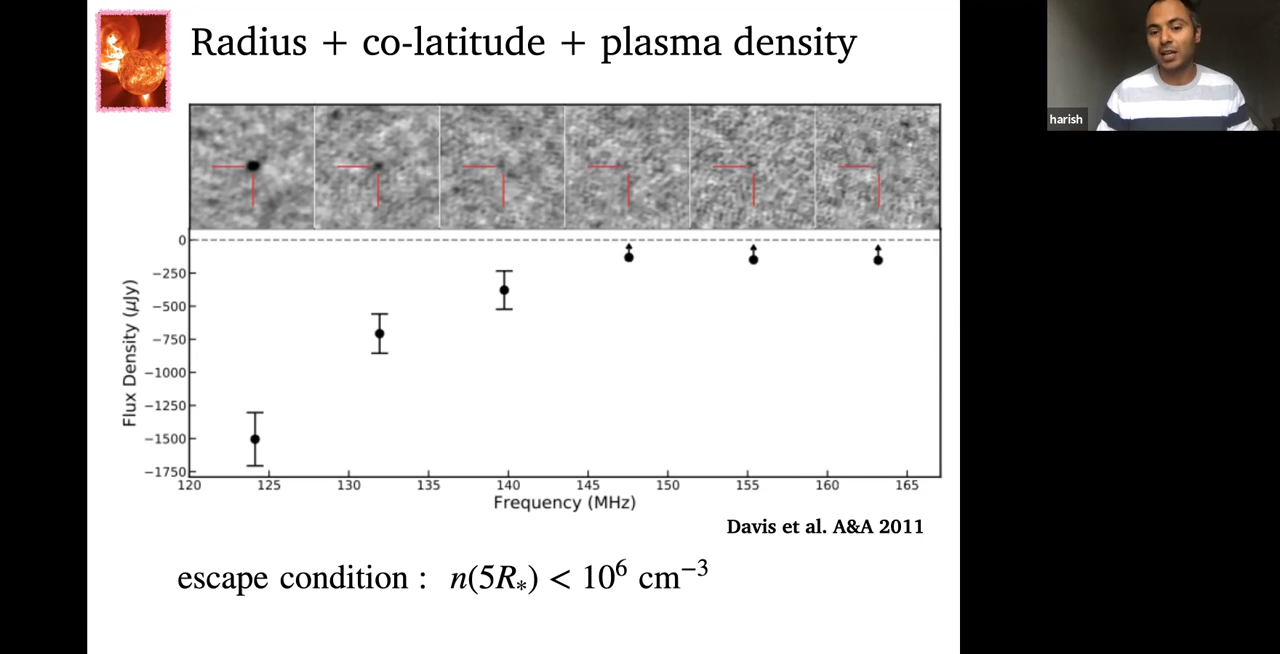 Radius + co-latitude + plasma density
harish
0
−250
−500
−750
−1000
−1250
−1500
−1750
Flux Density (μJy)
120 125 130 135 140 145 150 155 160 165
Frequency (MHz)
Davis et al. A&A 2011
escape condition : n(5R*) < 10⁶ cm⁻³